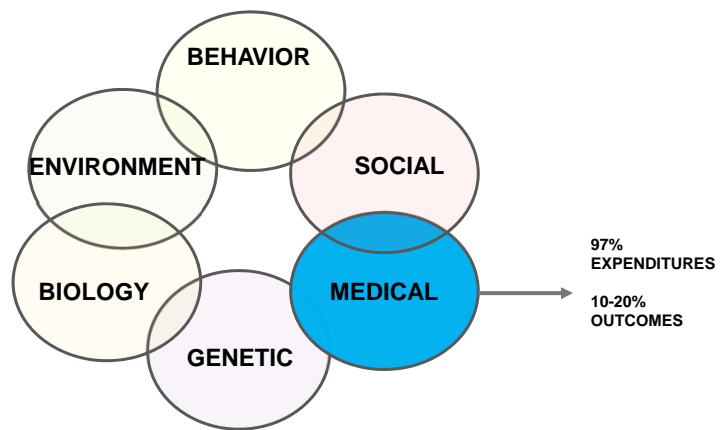 BEHAVIOR
ENVIRONMENT
SOCIAL
BIOLOGY
MEDICAL
GENETIC
97%
EXPENDITURES
10-20%
OUTCOMES